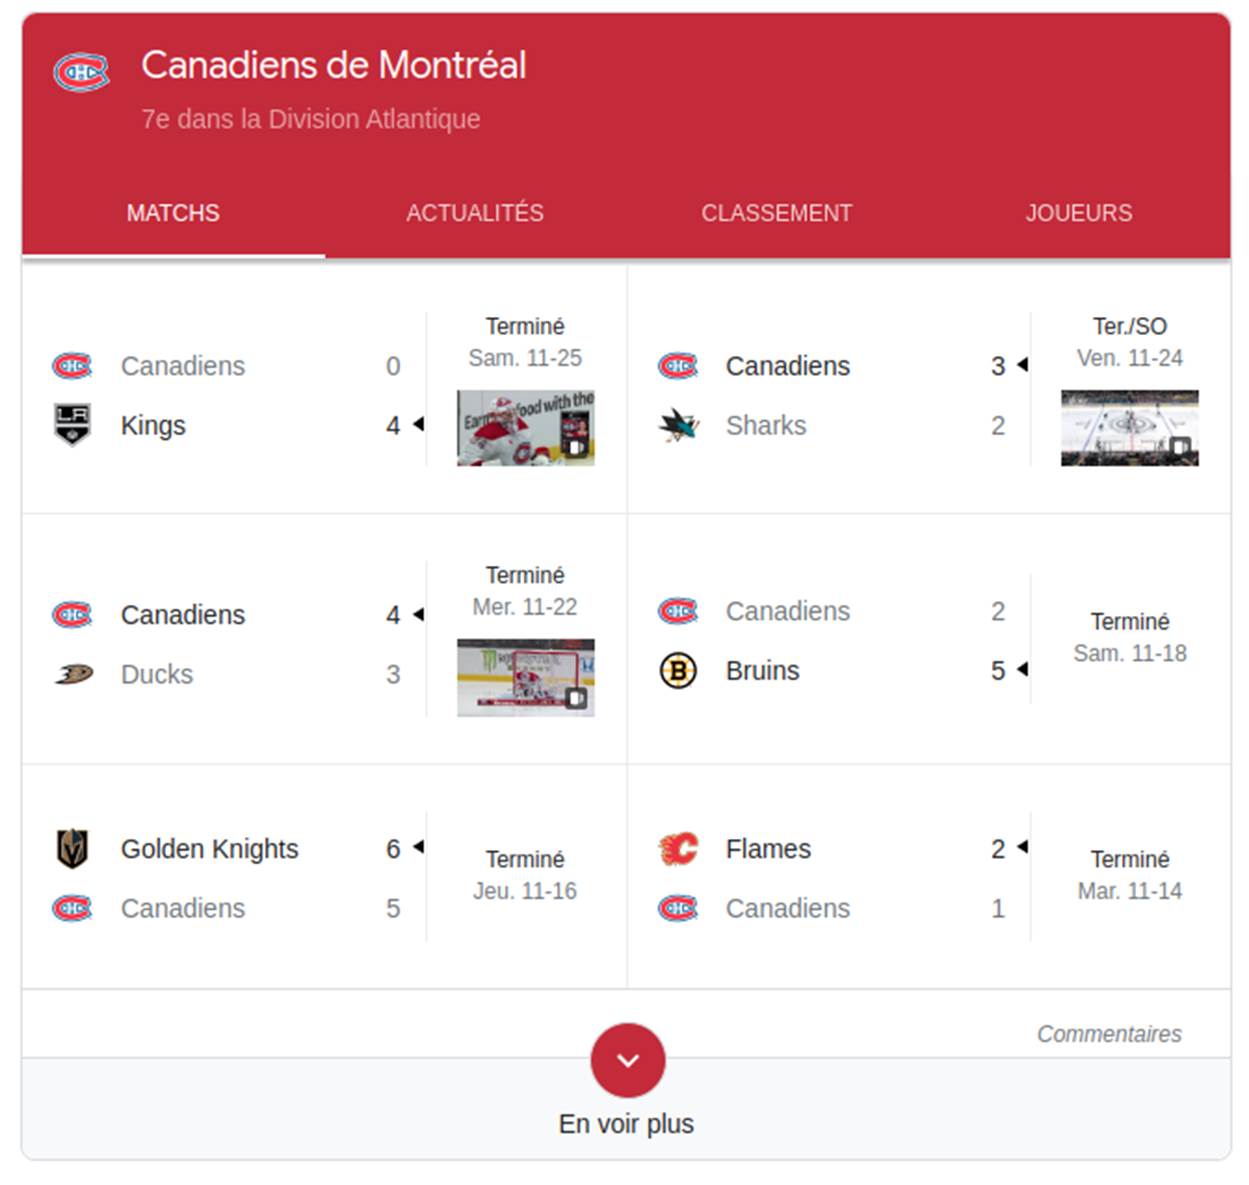 Canadiens de Montréal
7e dans la Division Atlantique
MATCHS ACTUALITÉS CLASSEMENT JOUEURS
Canadiens 0
Kings 4
Terminé
Sam. 11-25
food with the
Canadiens 3
Sharks 2
Ter./SO
Ven. 11-24
Canadiens 4
Ducks 3
Terminé
Mer. 11-22
Canadiens 2
Bruins 5
Terminé
Sam. 11-18
Golden Knights 6
Canadiens 5
Terminé
Jeu. 11-16
Flames 2
Canadiens 1
Terminé
Mar. 11-14
Commentaires
En voir plus